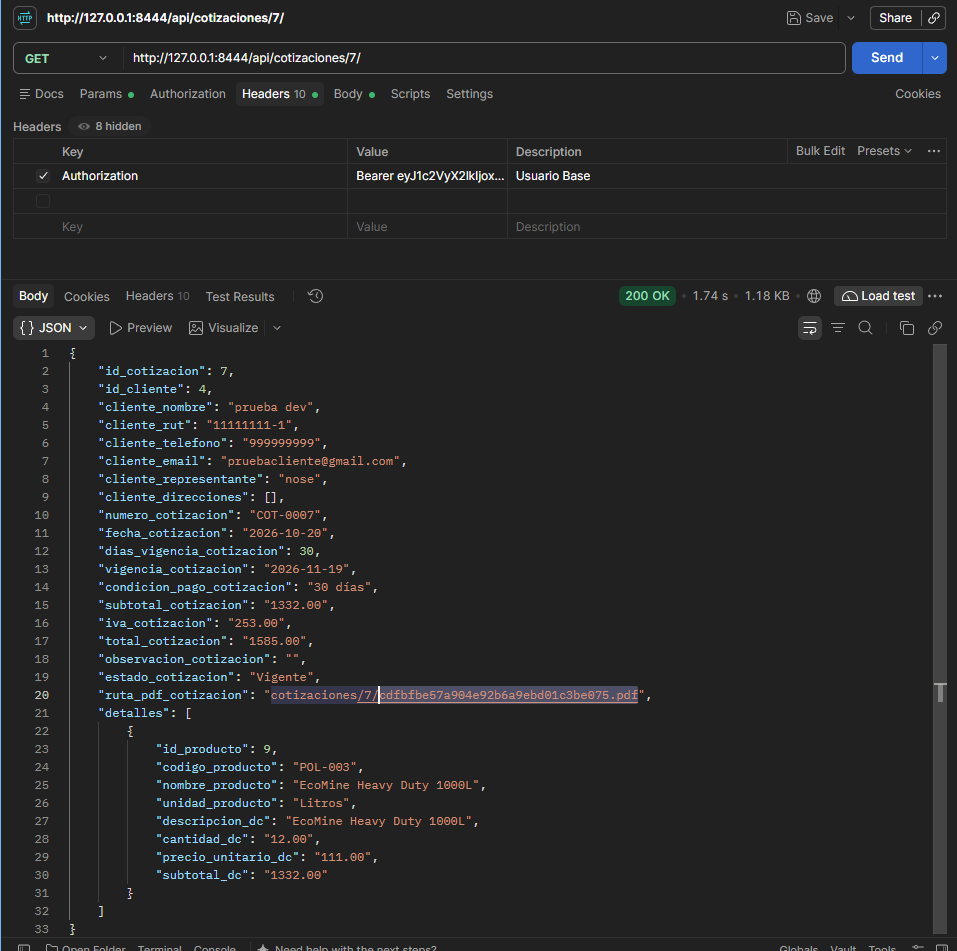 HTTP http://127.0.0.1:8444/api/cotizaciones/7/ Save Share
GET http://127.0.0.1:8444/api/cotizaciones/7/ Send
Docs Params Authorization Headers 10 Body Scripts Settings Cookies
Headers 8 hidden
Key Value Description Bulk Edit Presets
Authorization Bearer eyJ1c2VyX2lkIjox... Usuario Base
Key Value Description
Body Cookies Headers 10 Test Results 200 OK • 1.74 s • 1.18 KB • Load test
{} JSON Preview Visualize
1 {
2 "id_cotizacion": 7,
3 "id_cliente": 4,
4 "cliente_nombre": "prueba dev",
5 "cliente_rut": "11111111-1",
6 "cliente_telefono": "999999999",
7 "cliente_email": "pruebacliente@gmail.com",
8 "cliente_representante": "nose",
9 "cliente_direcciones": [],
10 "numero_cotizacion": "COT-0007",
11 "fecha_cotizacion": "2026-10-20",
12 "dias_vigencia_cotizacion": 30,
13 "vigencia_cotizacion": "2026-11-19",
14 "condicion_pago_cotizacion": "30 días",
15 "subtotal_cotizacion": "1332.00",
16 "iva_cotizacion": "253.00",
17 "total_cotizacion": "1585.00",
18 "observacion_cotizacion": "",
19 "estado_cotizacion": "Vigente",
20 "ruta_pdf_cotizacion": "cotizaciones/7/cdfbfbe57a904e92b6a9ebd01c3be075.pdf",
21 "detalles": [
22 {
23 "id_producto": 9,
24 "codigo_producto": "POL-003",
25 "nombre_producto": "EcoMine Heavy Duty 1000L",
26 "unidad_producto": "Litros",
27 "descripcion_dc": "EcoMine Heavy Duty 1000L",
28 "cantidad_dc": "12.00",
29 "precio_unitario_dc": "111.00",
30 "subtotal_dc": "1332.00"
31 }
32 ]
33 }
Open Folder Terminal Console Need help with the next steps? Globals Vault Tools